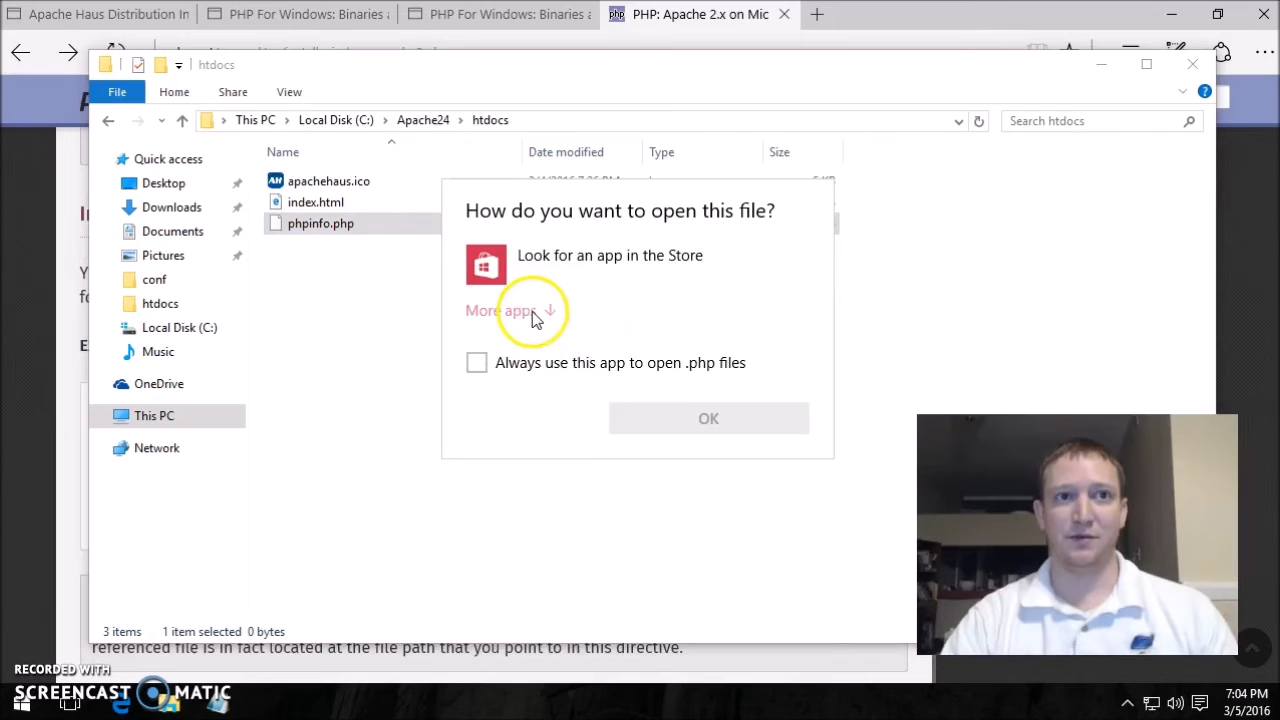 Apache Haus Distribution In
PHP For Windows: Binaries a
PHP For Windows: Binaries a
php PHP: Apache 2.x on Mic
htdocs
File Home Share View
This PC > Local Disk (C:) > Apache24 > htdocs
Search htdocs
Name Date modified Type Size
Quick access
Desktop
Downloads
Documents
Pictures
conf
htdocs
Local Disk (C:)
Music
OneDrive
This PC
Network
apachehaus.ico
index.html
phpinfo.php
How do you want to open this file?
Look for an app in the Store
More apps
Always use this app to open .php files
OK
3 items 1 item selected 0 bytes
referenced file is in fact located at the file path that you point to in this directive.
RECORDED WITH
SCREENCAST MATIC
7:04 PM
3/5/2016